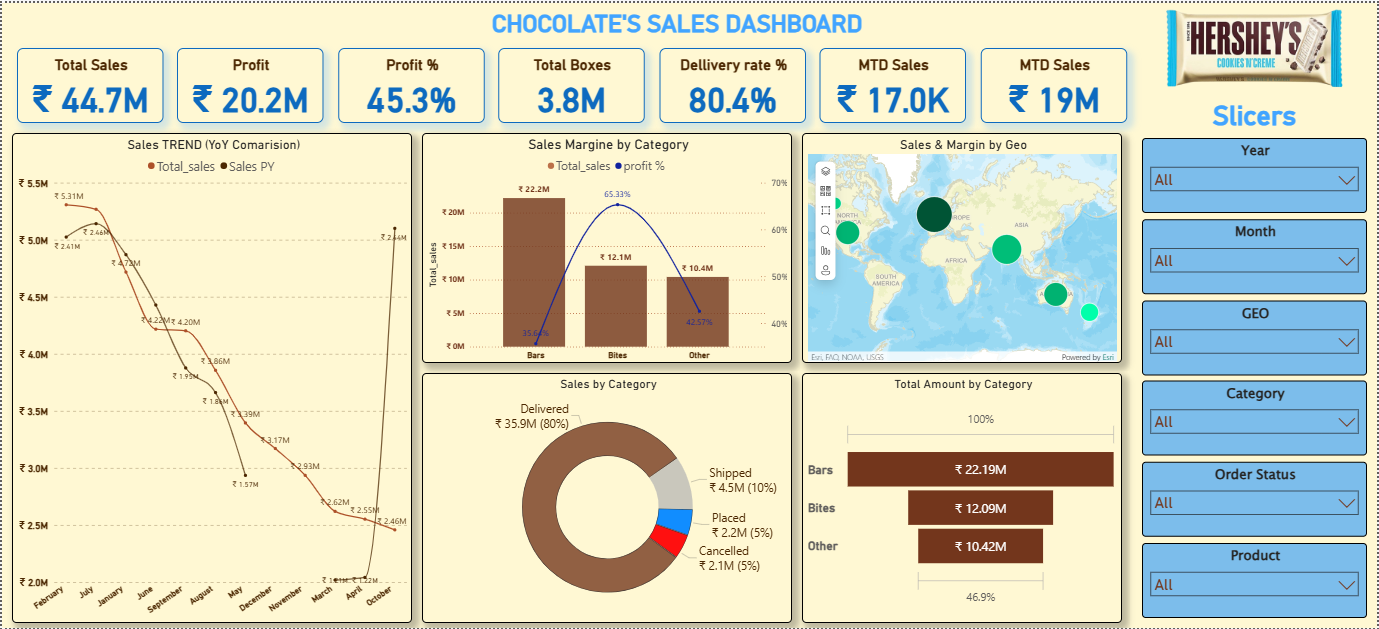 CHOCOLATE'S SALES DASHBOARD
HERSHEY'S
COOKIES 'N' CREME
Total Sales
₹ 44.7M
Profit
₹ 20.2M
Profit %
45.3%
Total Boxes
3.8M
Dellivery rate %
80.4%
MTD Sales
₹ 17.0K
MTD Sales
₹ 19M
Sales TREND (YoY Comarision)
Total_sales
Sales PY
₹ 5.5M
₹ 5.0M
₹ 4.5M
₹ 4.0M
₹ 3.5M
₹ 3.0M
₹ 2.5M
₹ 2.0M
₹ 5.31M
₹ 2.41M
₹ 2.46M
₹ 4.72M
₹ 4.22M
₹ 4.20M
₹ 1.95M
₹ 3.86M
₹ 3.39M
₹ 1.57M
₹ 3.17M
₹ 2.93M
₹ 2.62M
₹ 2.55M
₹ 1.22M
₹ 2.46M
₹ 2.44M
February
July
January
June
September
August
May
December
November
March
April
October
Sales Margine by Category
Total_sales
profit %
Total_sales
₹ 20M
₹ 15M
₹ 10M
₹ 5M
₹ 0M
70%
60%
50%
40%
₹ 22.2M
65.33%
₹ 12.1M
₹ 10.4M
42.57%
Bars
Bites
Other
Sales & Margin by Geo
NORTH
ASIA
AFRICA
SOUTH
AMERICA
Esri, FAO, NOAA, USGS
Powered by Esri
Sales by Category
Delivered
₹ 35.9M (80%)
Shipped
₹ 4.5M (10%)
Placed
₹ 2.2M (5%)
Cancelled
₹ 2.1M (5%)
Total Amount by Category
100%
Bars
₹ 22.19M
Bites
₹ 12.09M
Other
₹ 10.42M
46.9%
Slicers
Year
All
Month
All
GEO
All
Category
All
Order Status
All
Product
All